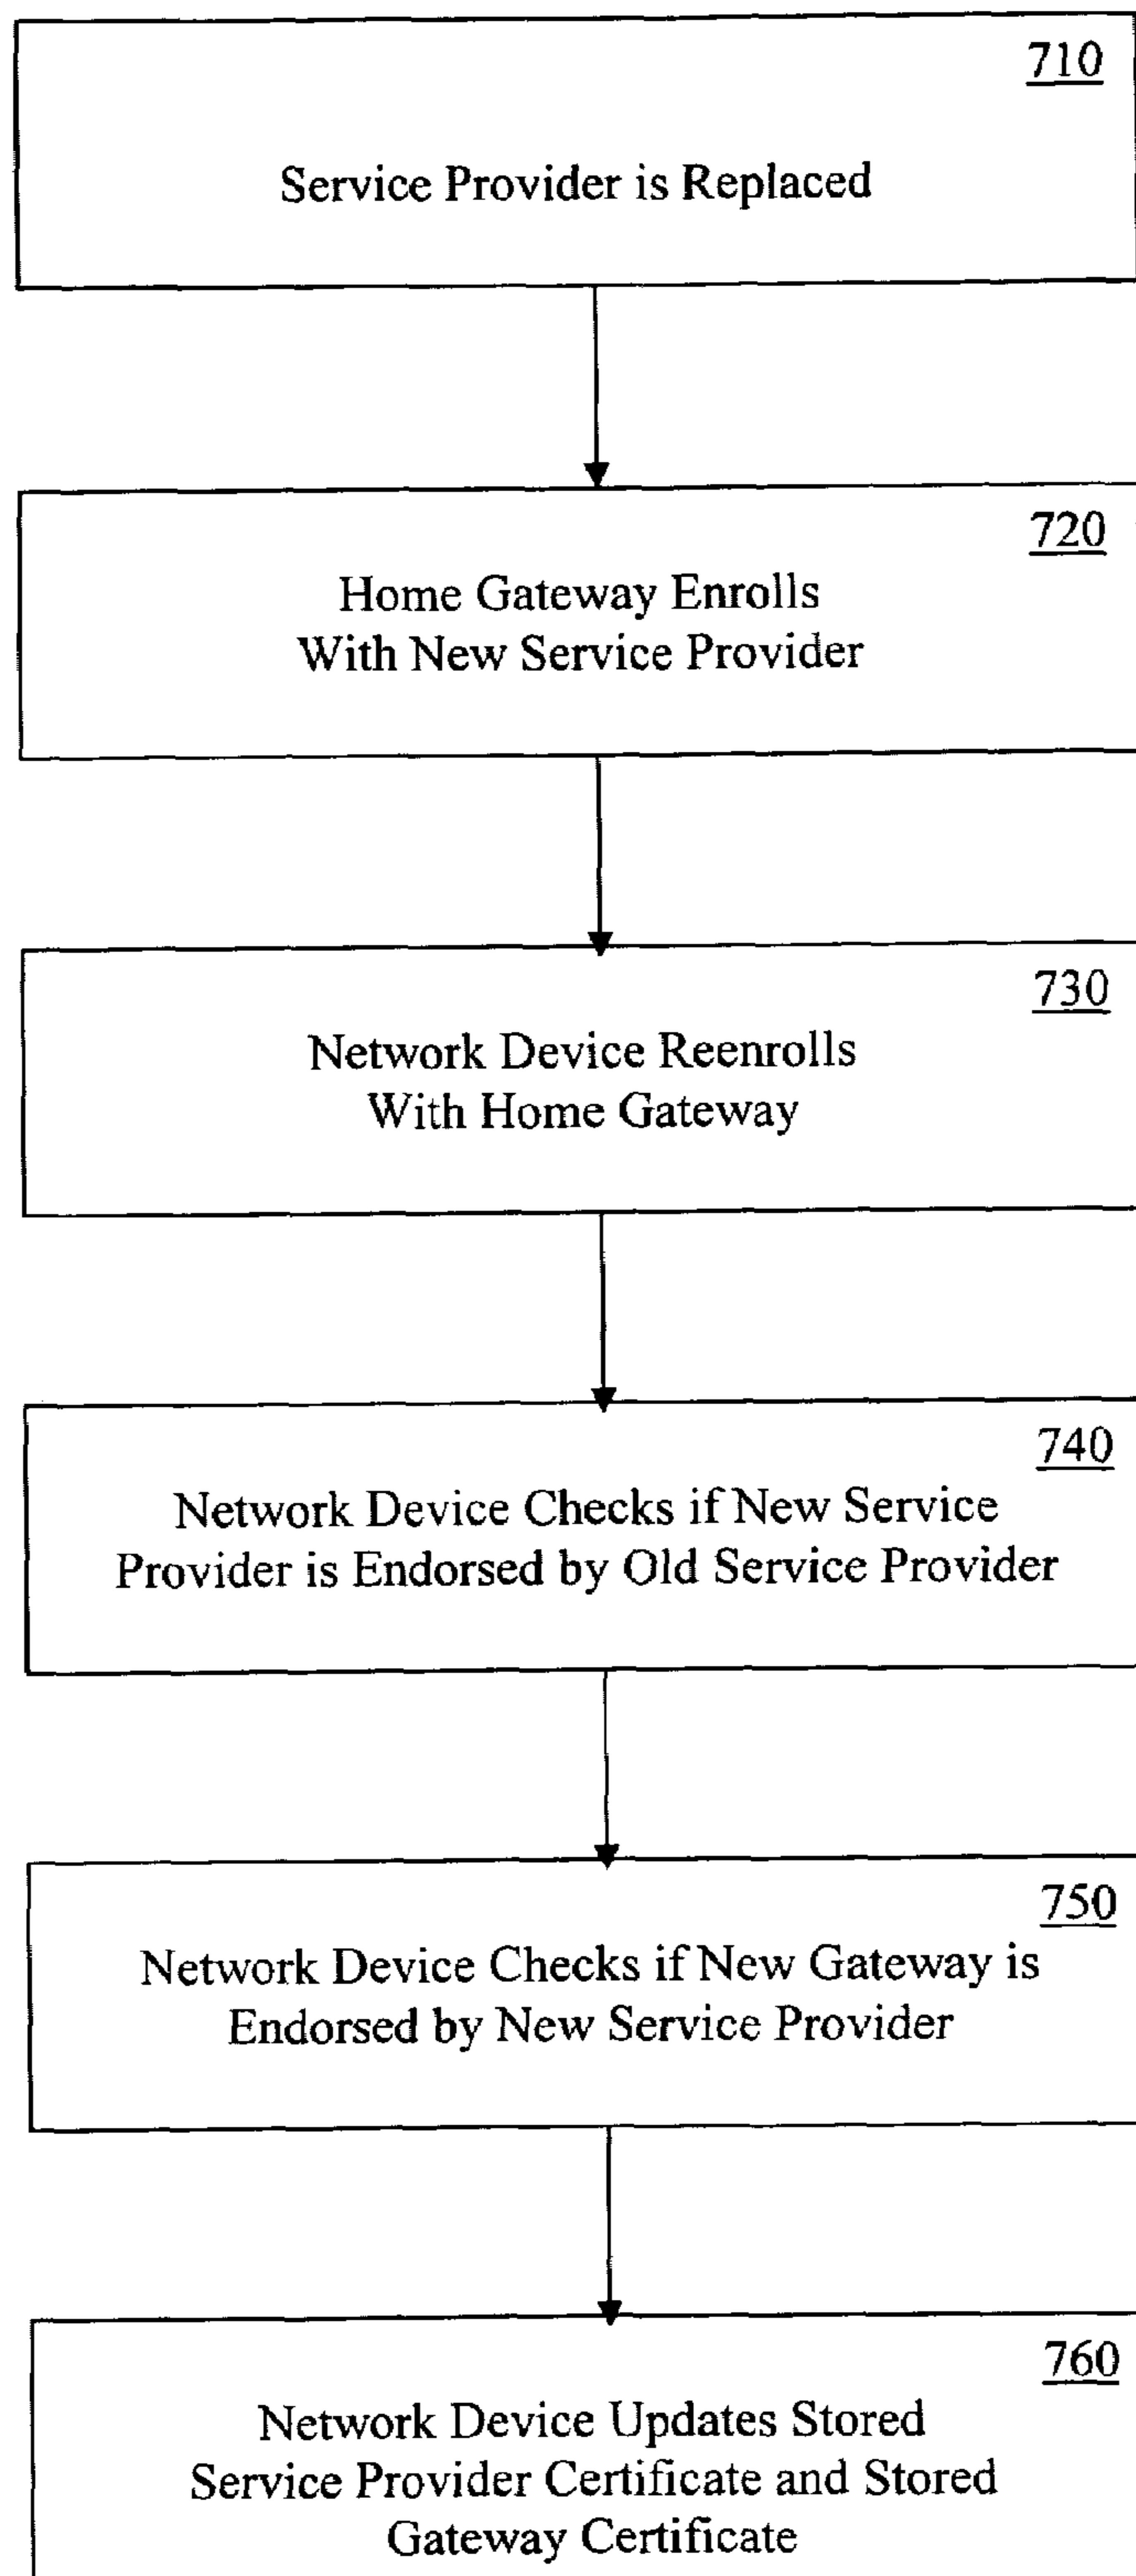 710
Service Provider is Replaced
720
Home Gateway Enrolls
With New Service Provider
730
Network Device Reenrolls
With Home Gateway
740
Network Device Checks if New Service
Provider is Endorsed by Old Service Provider
750
Network Device Checks if New Gateway is
Endorsed by New Service Provider
760
Network Device Updates Stored
Service Provider Certificate and Stored
Gateway Certificate